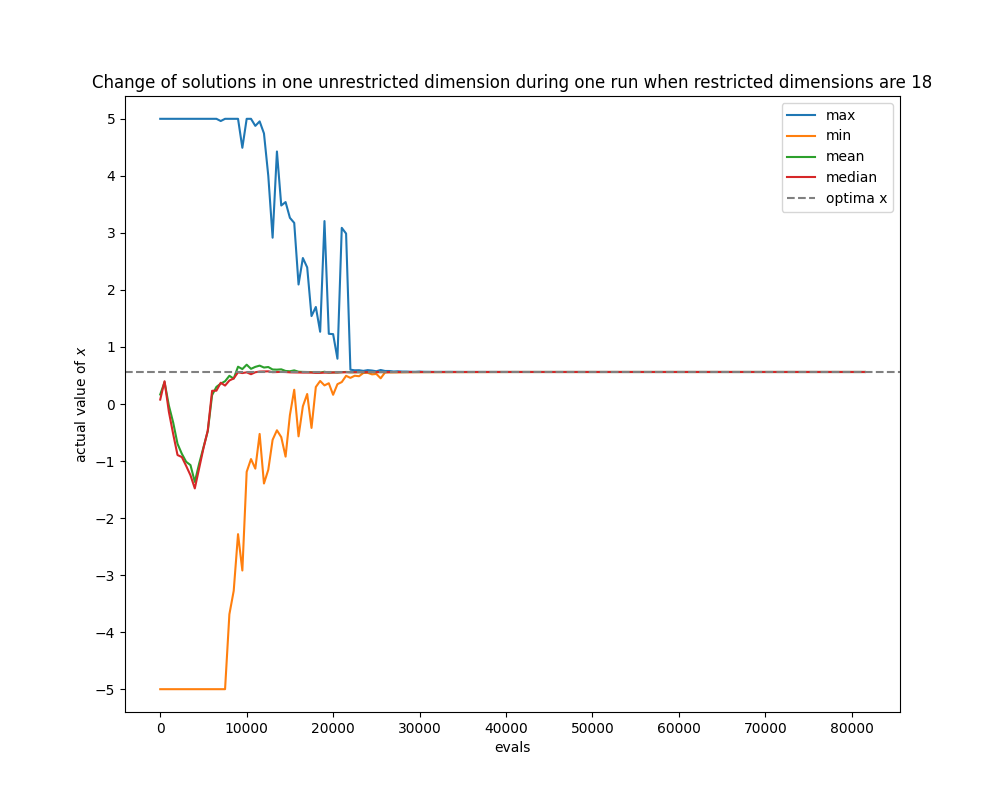 Change of solutions in one unrestricted dimension during one run when restricted dimensions are 18
max
min
mean
median
optima x
5
4
3
2
1
0
−1
−2
−3
−4
−5
actual value of x
0 10000 20000 30000 40000 50000 60000 70000 80000
evals